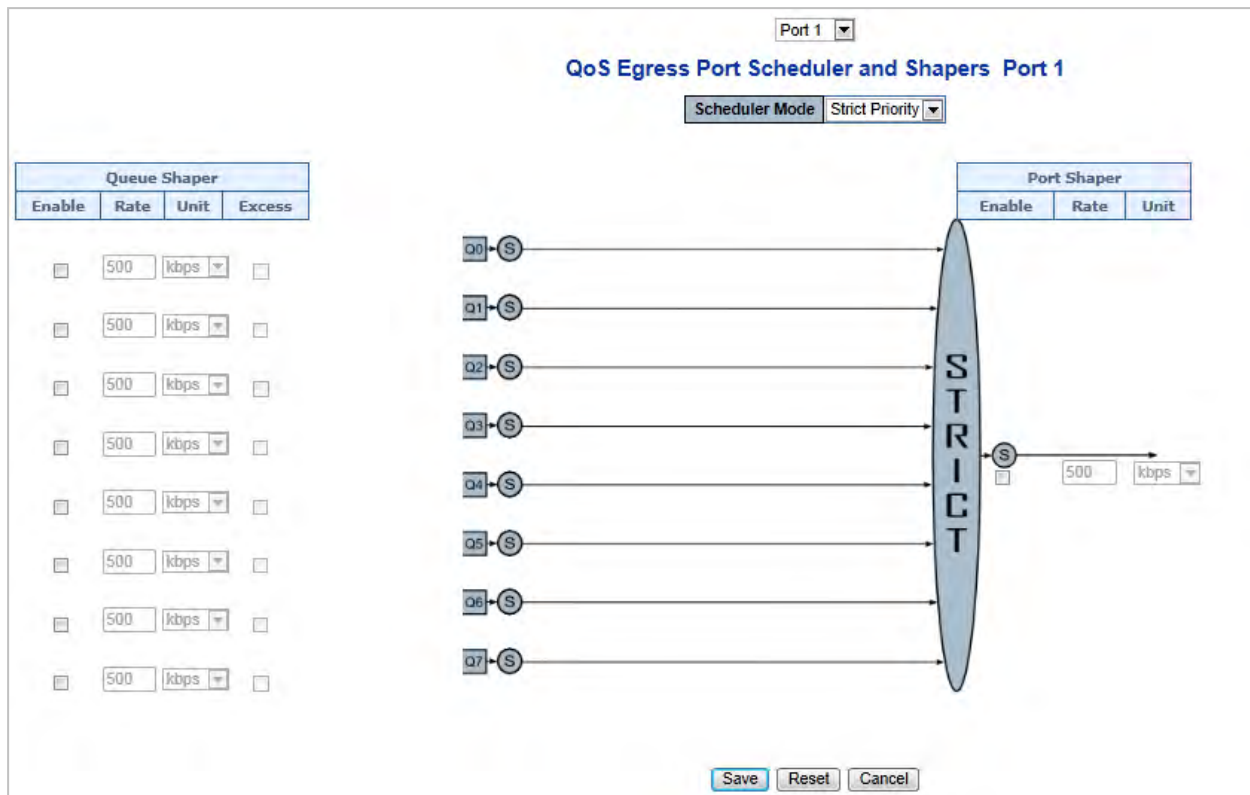 Port 1
QoS Egress Port Scheduler and Shapers Port 1
Scheduler Mode Strict Priority
Queue Shaper
Enable Rate Unit Excess
Port Shaper
Enable Rate Unit
500 kbps
Q0 S
500 kbps
Q1 S
500 kbps
Q2 S
500 kbps
Q3 S
500 kbps
Q4 S
500 kbps
Q5 S
500 kbps
Q6 S
500 kbps
Q7 S
STRICT
S
500 kbps
Save Reset Cancel